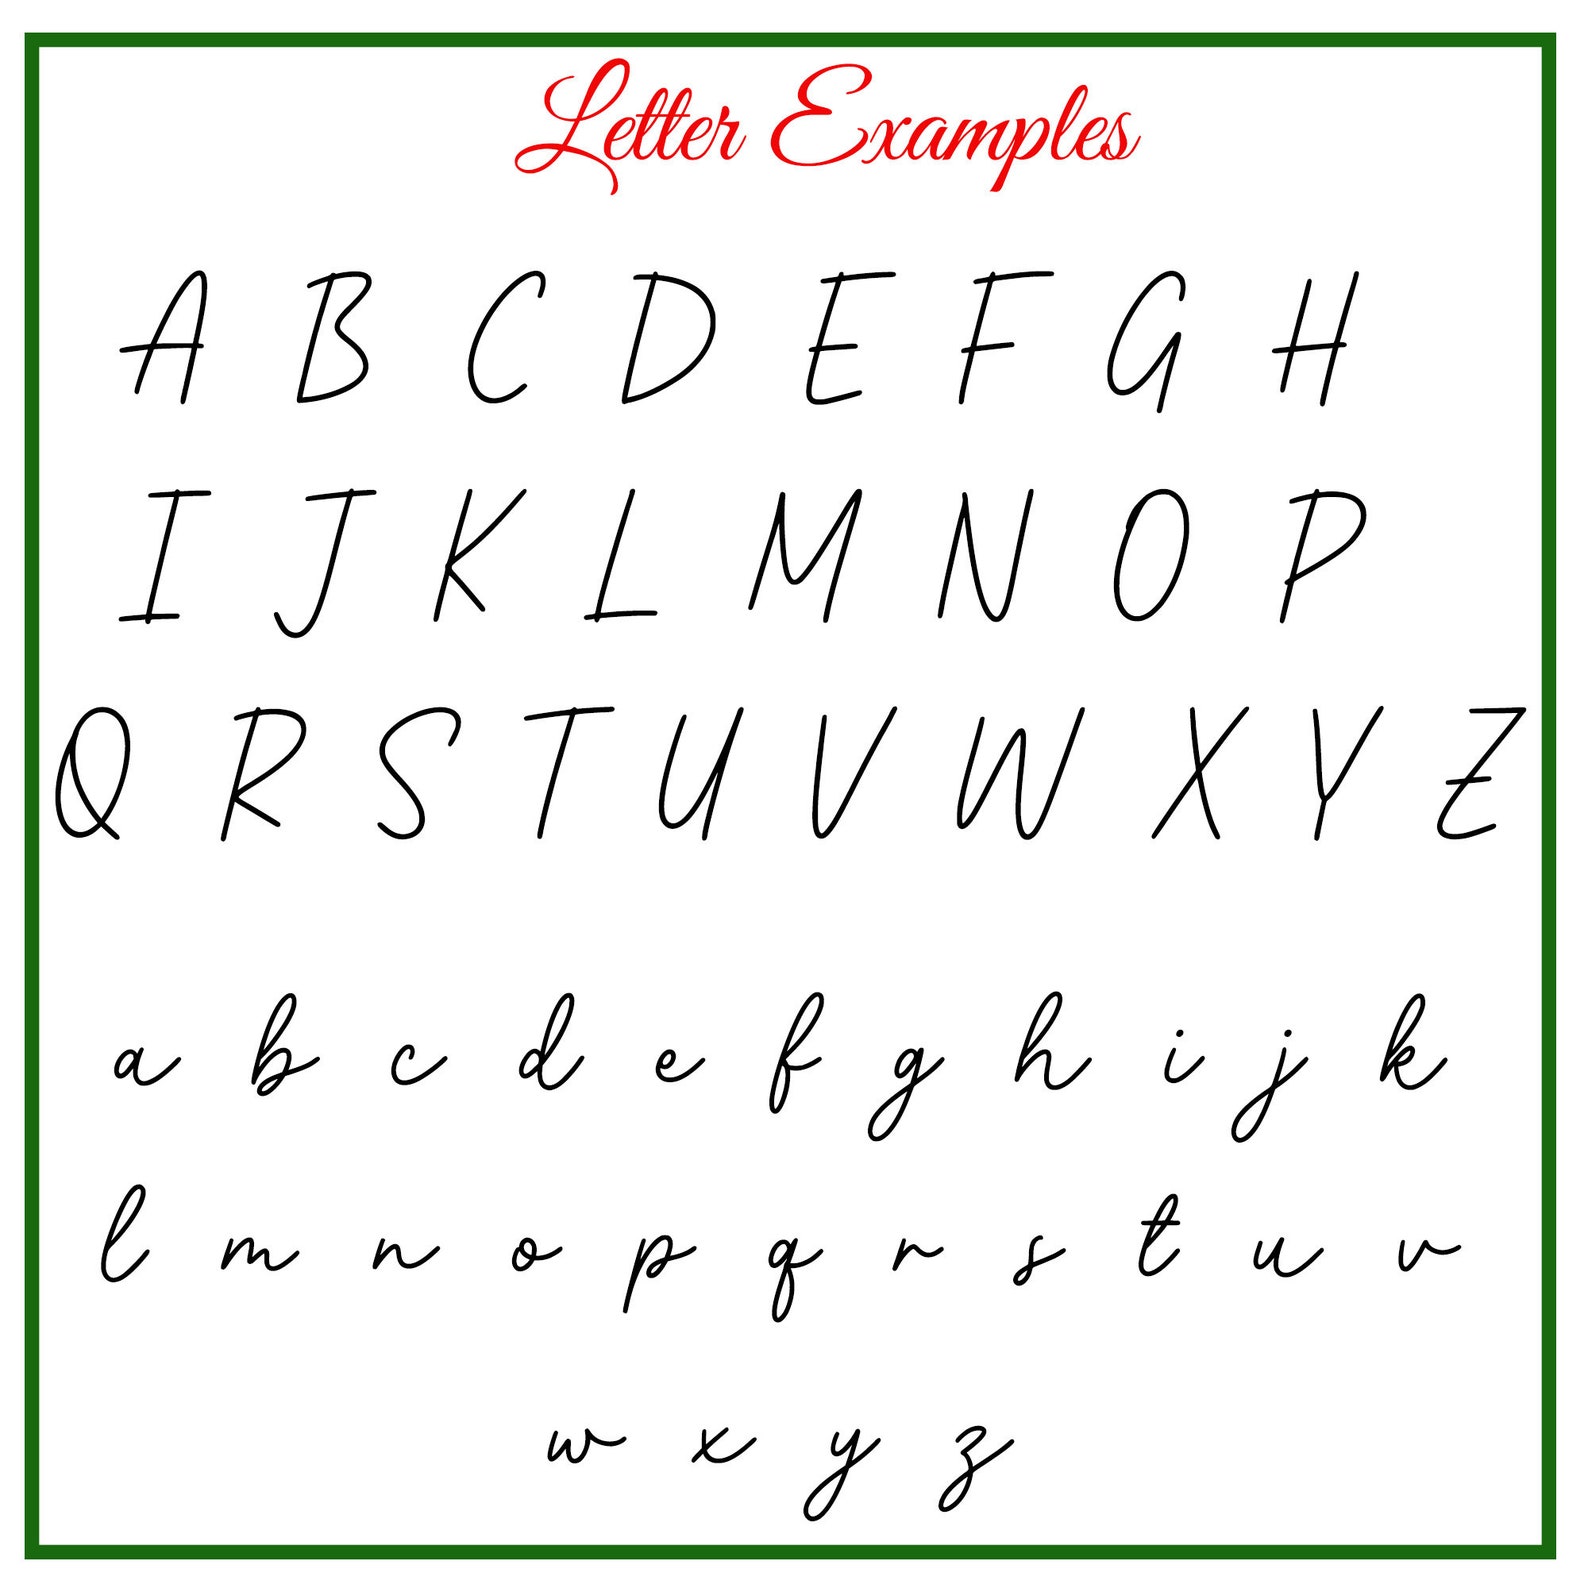 Letter Examples
A B C D E F G H
I J K L M N O P
Q R S T U V W X Y Z
a b c d e f g h i j k
l m n o p q r s t u v
w x y z